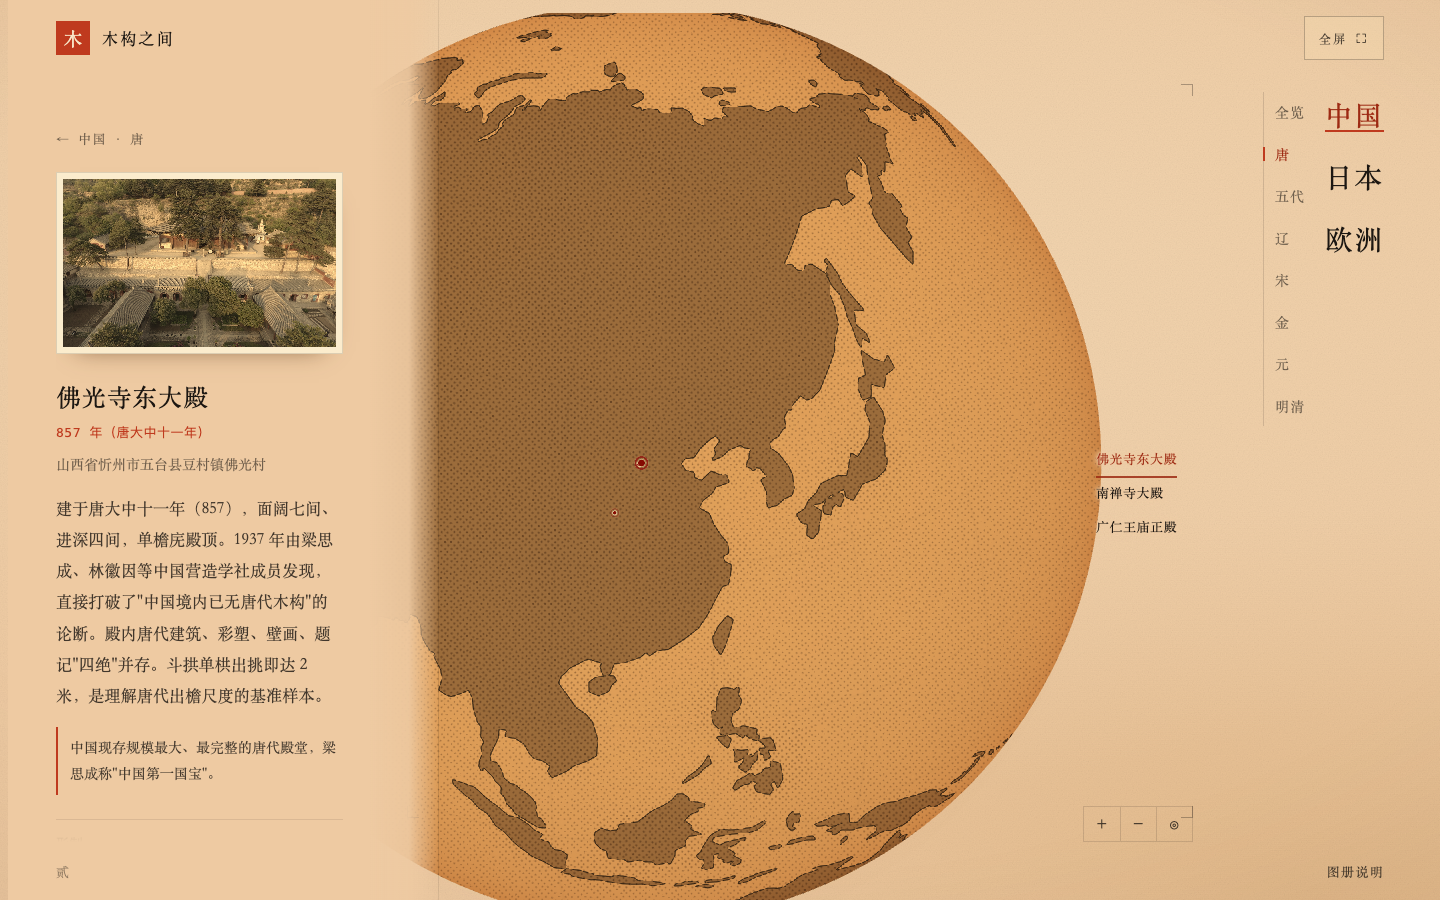 木 木构之间
← 中国 · 唐
佛光寺东大殿
857 年（唐大中十一年）
山西省忻州市五台县豆村镇佛光村
建于唐大中十一年（857），面阔七间、
进深四间，单檐庑殿顶。1937 年由梁思
成、林徽因等中国营造学社成员发现，
直接打破了"中国境内已无唐代木构"的
论断。殿内唐代建筑、彩塑、壁画、题
记"四绝"并存。斗拱单栱出挑即达 2
米，是理解唐代出檐尺度的基准样本。
中国现存规模最大、最完整的唐代殿堂，梁
思成称"中国第一国宝"。
贰
全屏
全览
唐
五代
辽
宋
金
元
明清
中国
日本
欧洲
佛光寺东大殿
南禅寺大殿
广仁王庙正殿
+ − ◎
图册说明